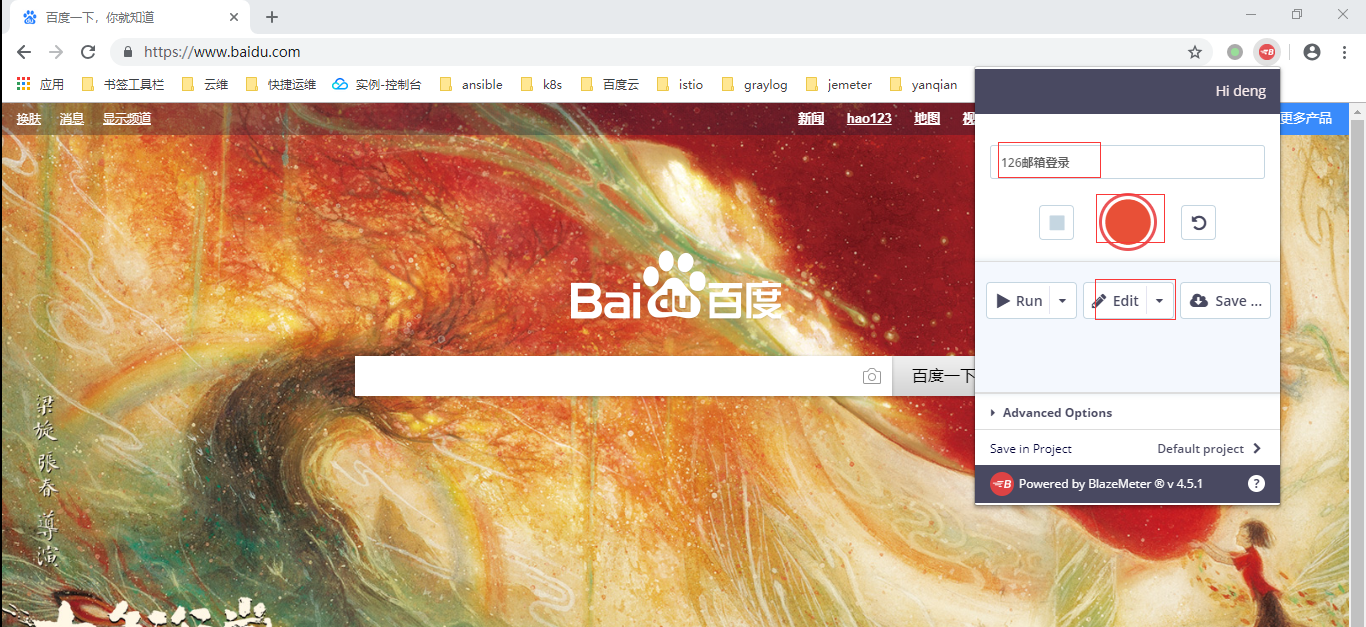 百度一下，你就知道
https://www.baidu.com
应用 书签工具栏 云维 快捷运维 实例-控制台 ansible k8s 百度云 istio graylog jemeter yanqian
Hi deng
换肤 消息 显示频道 新闻 hao123 地图 更多产品
126邮箱登录
Bai du 百度
Run Edit Save ...
百度一下
梁旋 張春 導演
Advanced Options
Save in Project Default project
B Powered by BlazeMeter ® v 4.5.1 ?